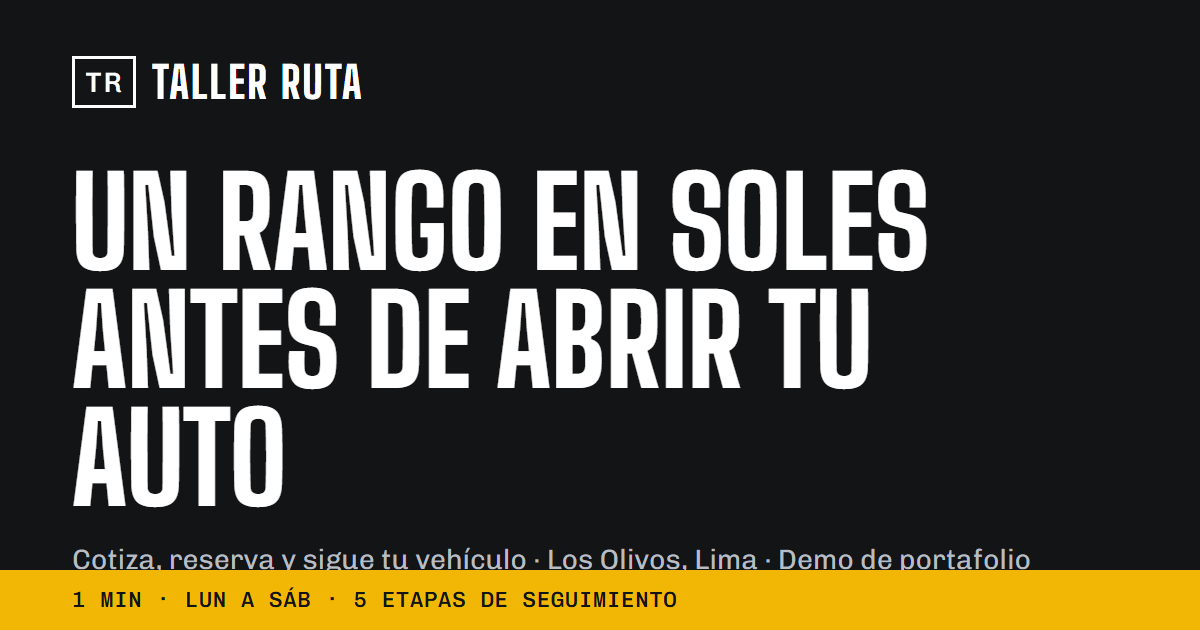 TR TALLER RUTA
UN RANGO EN SOLES
ANTES DE ABRIR TU
AUTO
Cotiza, reserva y sigue tu vehículo · Los Olivos, Lima · Demo de portafolio
1 MIN · LUN A SÁB · 5 ETAPAS DE SEGUIMIENTO